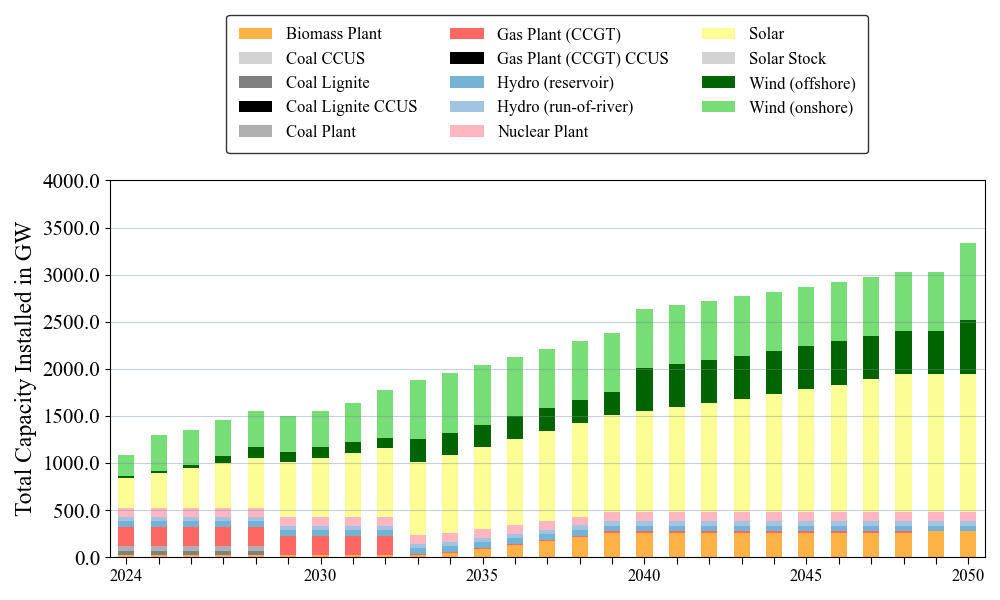 Biomass Plant
Coal CCUS
Coal Lignite
Coal Lignite CCUS
Coal Plant
Gas Plant (CCGT)
Gas Plant (CCGT) CCUS
Hydro (reservoir)
Hydro (run-of-river)
Nuclear Plant
Solar
Solar Stock
Wind (offshore)
Wind (onshore)
Total Capacity Installed in GW
4000.0
3500.0
3000.0
2500.0
2000.0
1500.0
1000.0
500.0
0.0
2024
2030
2035
2040
2045
2050